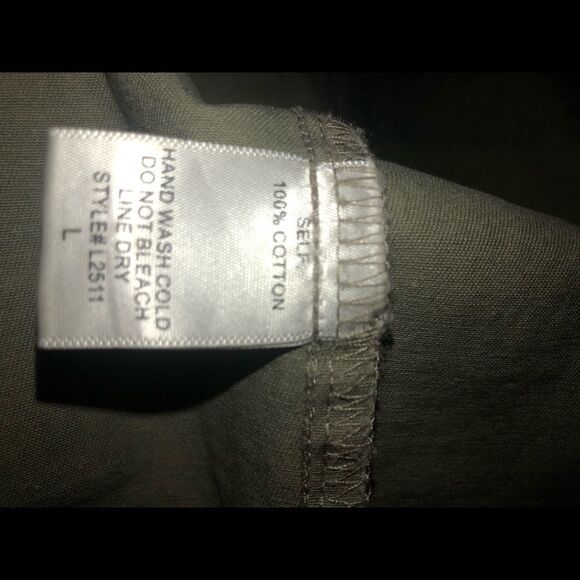 SELF:
100% COTTON
HAND WASH COLD
DO NOT BLEACH
LINE DRY
STYLE# L2511
L